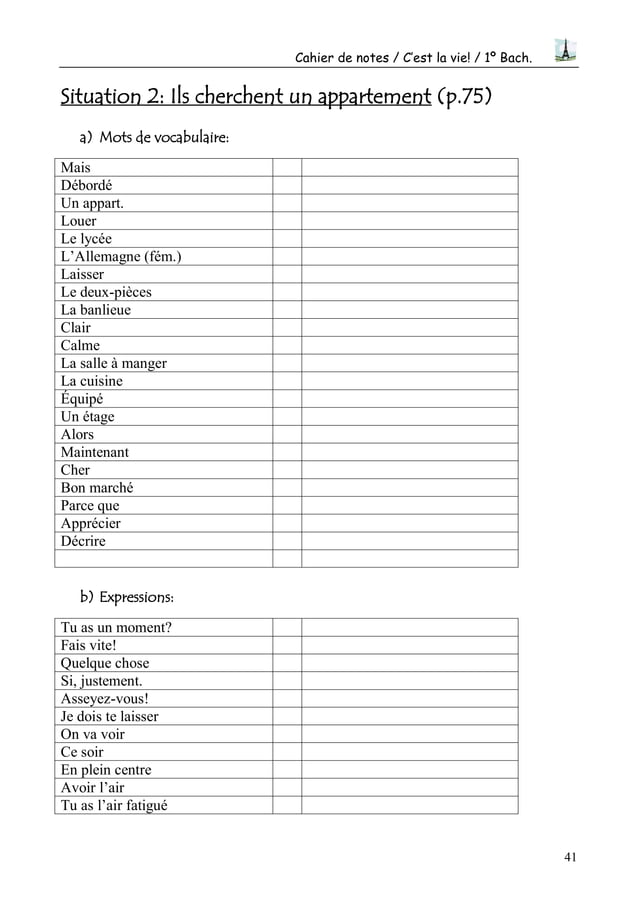 Cahier de notes / C'est la vie! / 1º Bach.
Situation 2: Ils cherchent un appartement (p.75)
a) Mots de vocabulaire:
Mais
Débordé
Un appart.
Louer
Le lycée
L'Allemagne (fém.)
Laisser
Le deux-pièces
La banlieue
Clair
Calme
La salle à manger
La cuisine
Équipé
Un étage
Alors
Maintenant
Cher
Bon marché
Parce que
Apprécier
Décrire
b) Expressions:
Tu as un moment?
Fais vite!
Quelque chose
Si, justement.
Asseyez-vous!
Je dois te laisser
On va voir
Ce soir
En plein centre
Avoir l'air
Tu as l'air fatigué
41